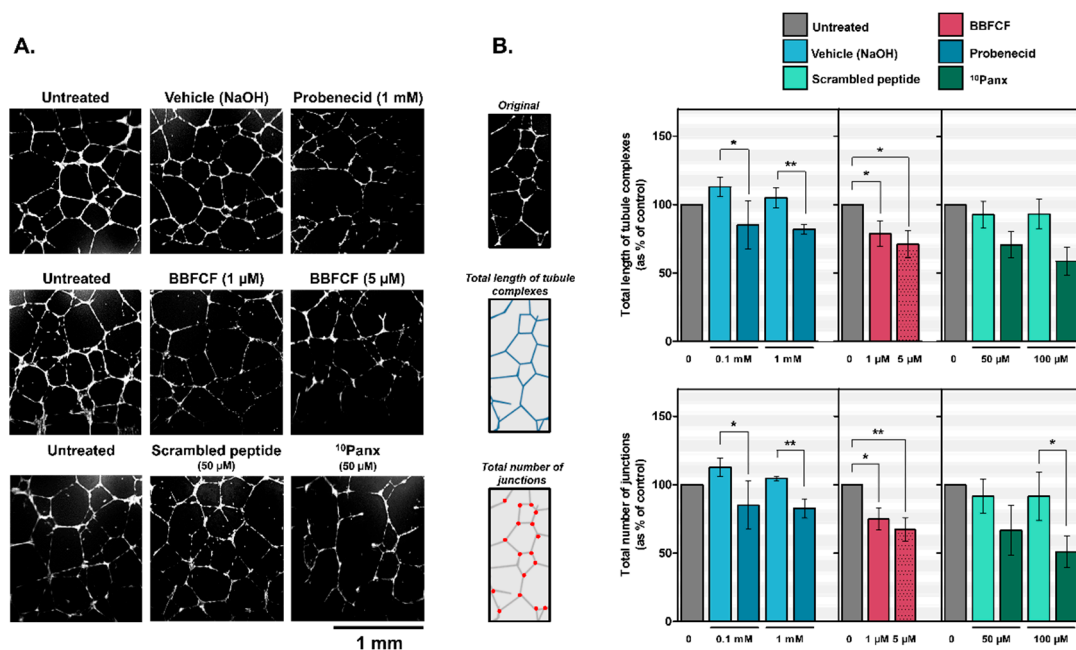 A.
Untreated
Vehicle (NaOH)
Probenecid (1 mM)
Untreated
BBFCF (1 µM)
BBFCF (5 µM)
Untreated
Scrambled peptide
(50 µM)
¹⁰Panx
(50 µM)
1 mm
B.
Original
Total length of tubule
complexes
Total number of
junctions
Untreated
BBFCF
Vehicle (NaOH)
Probenecid
Scrambled peptide
¹⁰Panx
Total length of tubule complexes
(as % of control)
150
100
50
0
*
**
*
*
0
0.1 mM
1 mM
0
1 µM
5 µM
0
50 µM
100 µM
Total number of junctions
(as % of control)
150
100
50
0
*
**
*
**
*
0
0.1 mM
1 mM
0
1 µM
5 µM
0
50 µM
100 µM